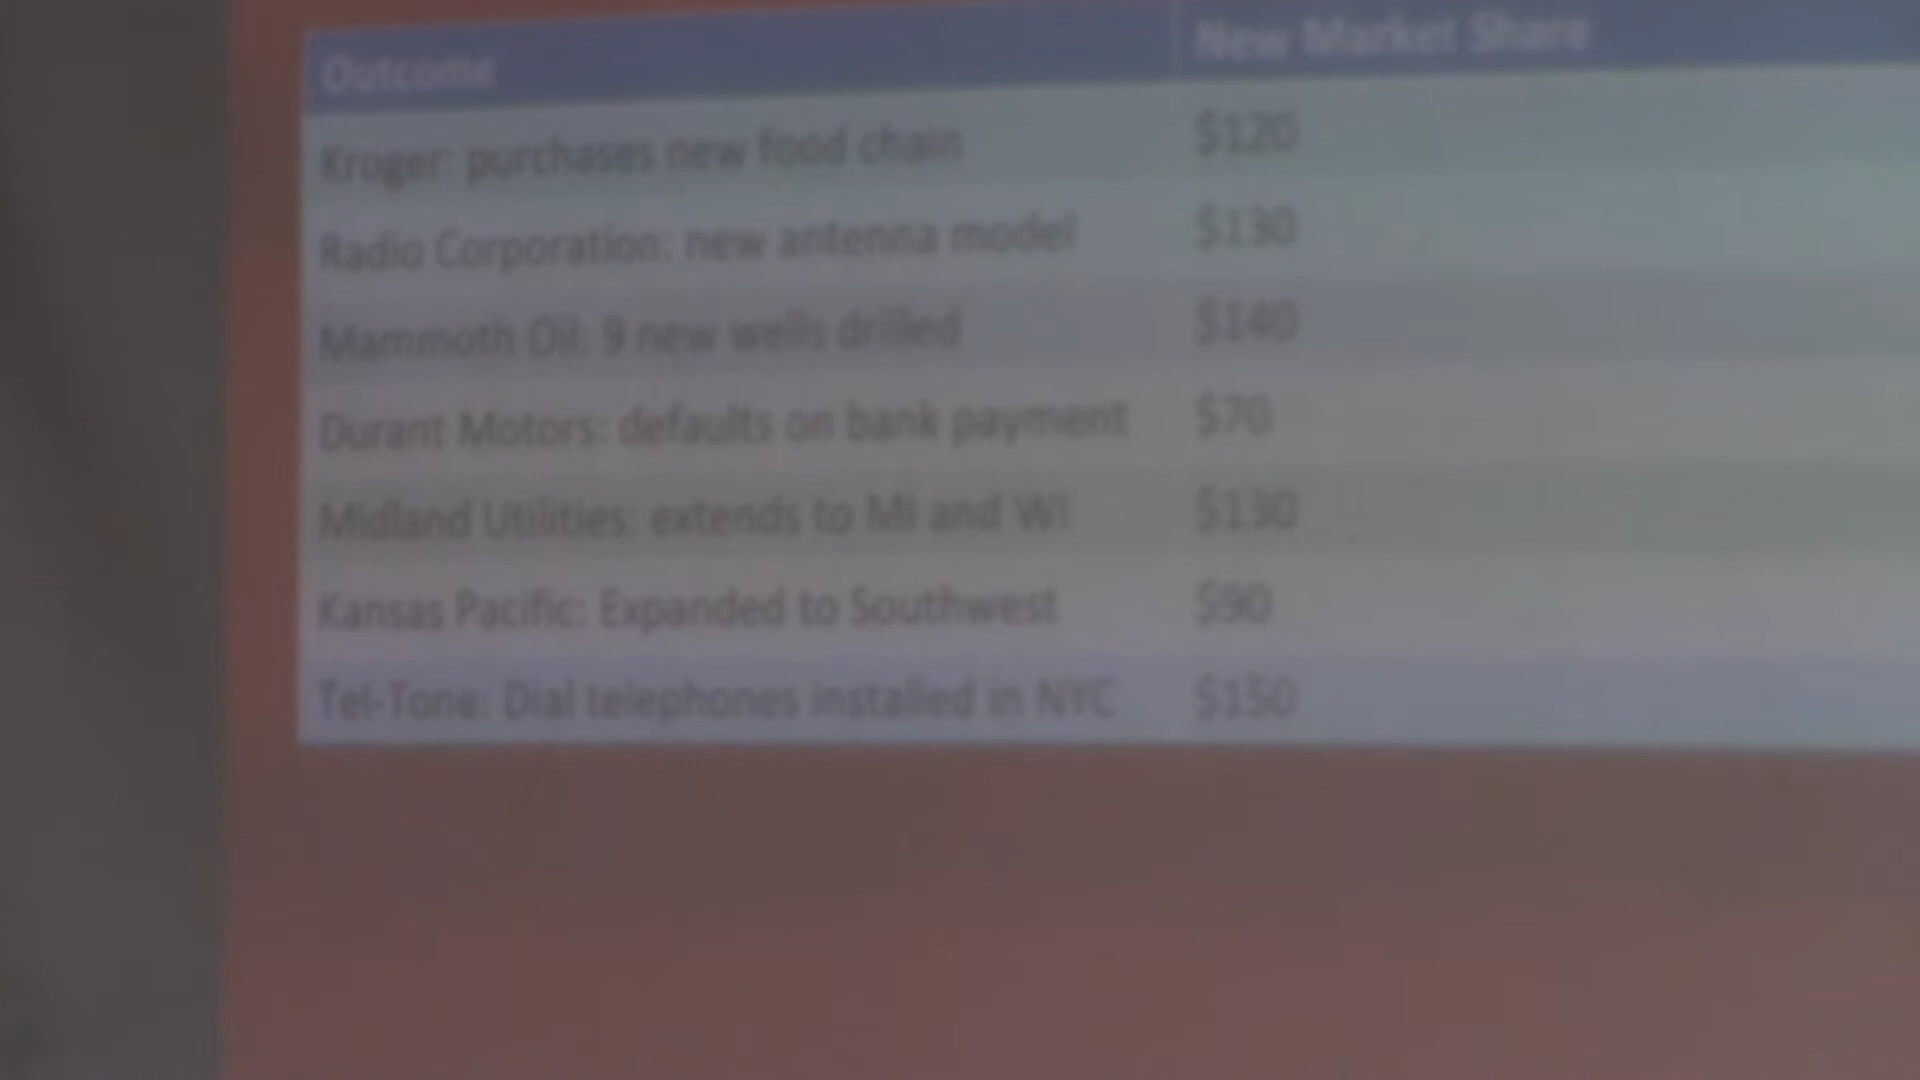 Outcome New Market Share
Kroger: purchases new food chain $120
Radio Corporation: new antenna model $130
Mammoth Oil: 9 new wells drilled $140
Durant Motors: defaults on bank payment $70
Midland Utilities: extends to MI and WI $130
Kansas Pacific: Expanded to Southwest $90
Tel-Tone: Dial telephones installed in NYC $150